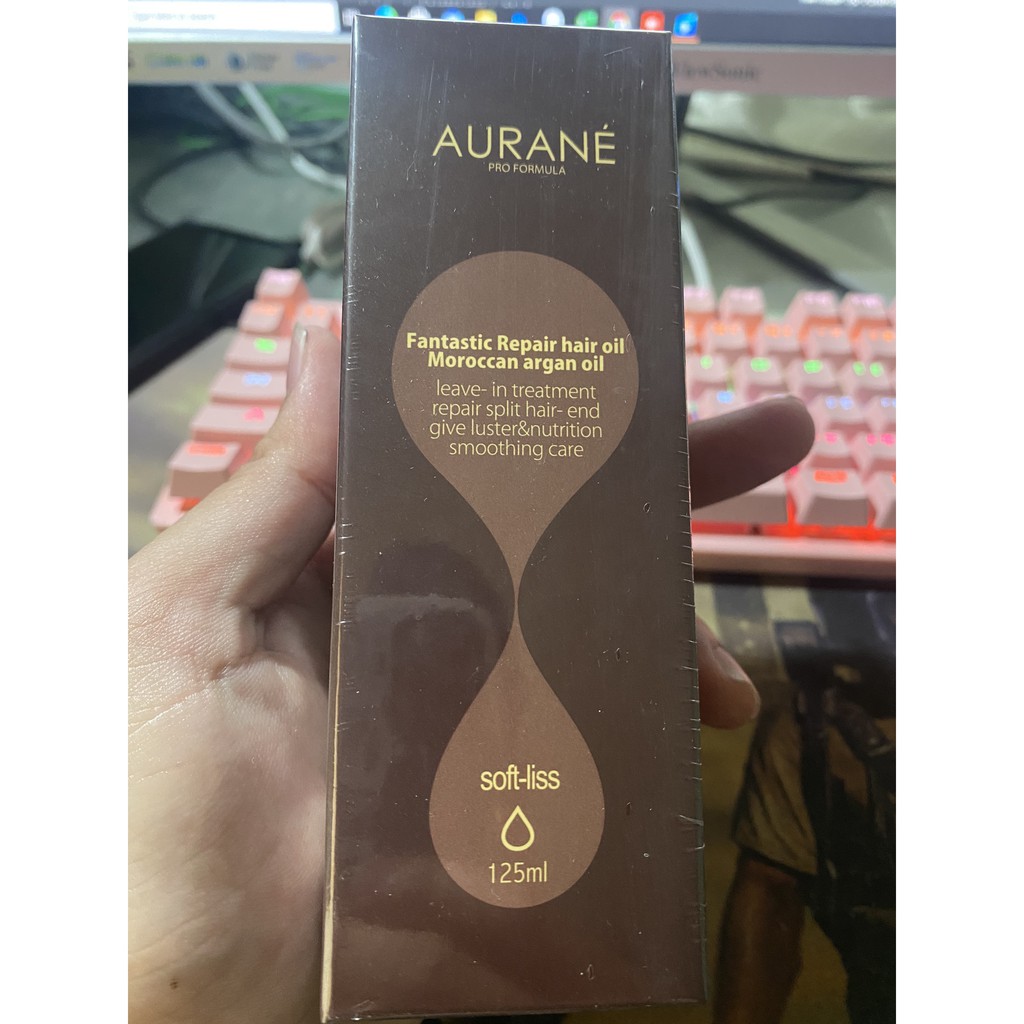 AURANÉ
PRO FORMULA
Fantastic Repair hair oil
Moroccan argan oil
leave- in treatment
repair split hair- end
give luster&nutrition
smoothing care
soft-liss
125ml